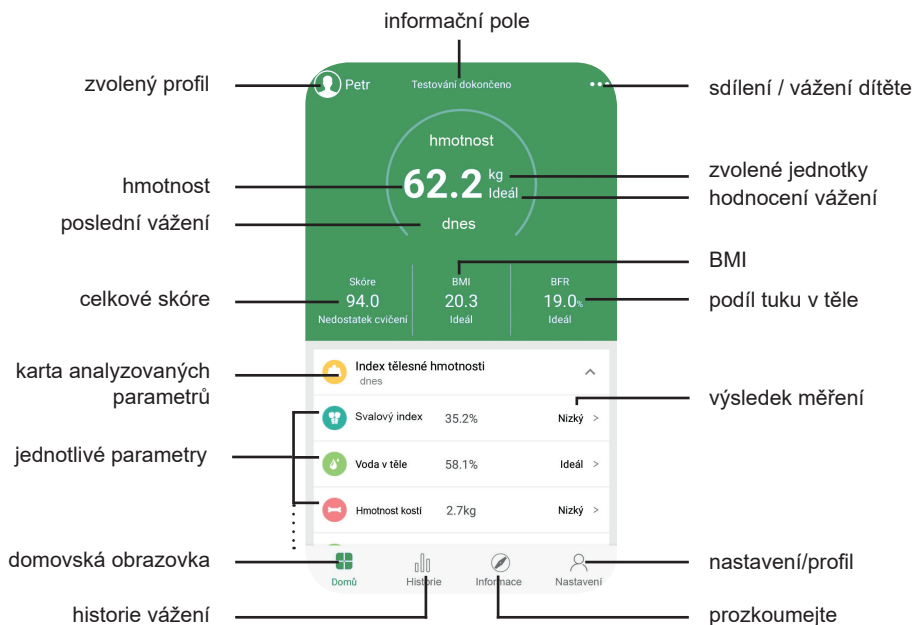 informační pole
zvolený profil
Petr
Testování dokončeno
sdílení / vážení dítěte
hmotnost
62.2 kg
Ideál
dnes
hmotnost
poslední vážení
zvolené jednotky
hodnocení vážení
BMI
celkové skóre
Skóre
94.0
Nedostatek cvičení
BMI
20.3
Ideál
BFR
19.0%
Ideál
podíl tuku v těle
karta analyzovaných
parametrů
Index tělesné hmotnosti
dnes
výsledek měření
jednotlivé parametry
Svalový index 35.2% Nizký >
Voda v těle 58.1% Ideál >
Hmotnost kostí 2.7kg Nizký >
domovská obrazovka
Domů
Historie
Informace
Nastavení
nastavení/profil
historie vážení
prozkoumejte